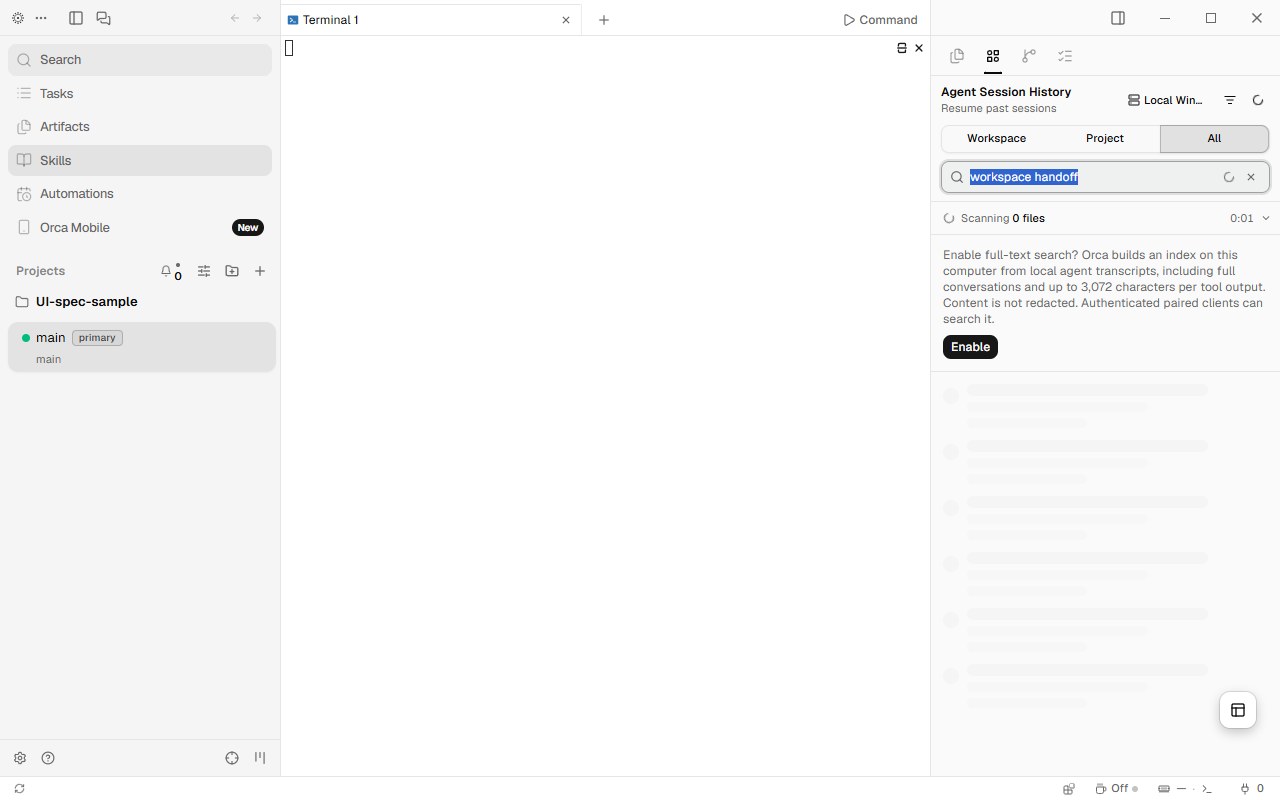 Terminal 1
Command
Search
Tasks
Artifacts
Skills
Automations
Orca Mobile
New
Projects
0
UI-spec-sample
main
primary
main
Agent Session History
Resume past sessions
Local Win...
Workspace
Project
All
workspace handoff
Scanning 0 files
0:01
Enable full-text search? Orca builds an index on this
computer from local agent transcripts, including full
conversations and up to 3,072 characters per tool output.
Content is not redacted. Authenticated paired clients can
search it.
Enable
Off
0